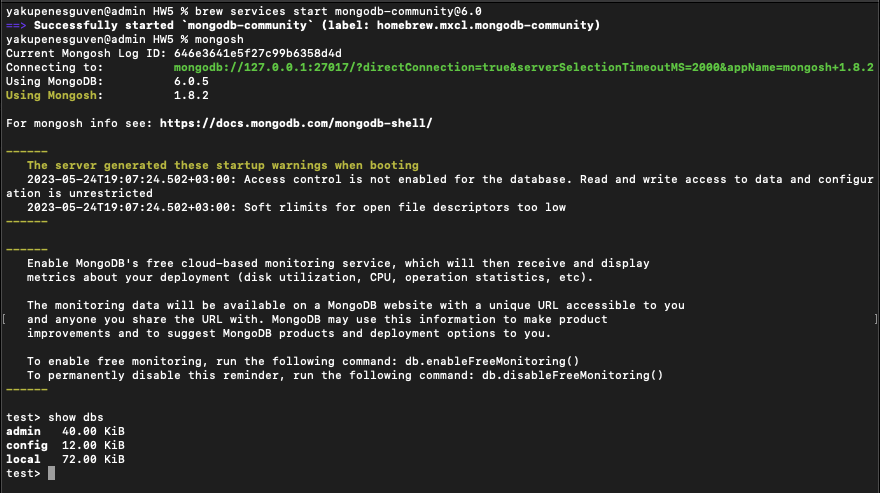 yakupenesguven@admin HW5 % brew services start mongodb-community@6.0
==> Successfully started `mongodb-community` (label: homebrew.mxcl.mongodb-community)
yakupenesguven@admin HW5 % mongosh
Current Mongosh Log ID: 646e3641e5f27c99b6358d4d
Connecting to: mongodb://127.0.0.1:27017/?directConnection=true&serverSelectionTimeoutMS=2000&appName=mongosh+1.8.2
Using MongoDB: 6.0.5
Using Mongosh: 1.8.2
For mongosh info see: https://docs.mongodb.com/mongodb-shell/
------
The server generated these startup warnings when booting
2023-05-24T19:07:24.502+03:00: Access control is not enabled for the database. Read and write access to data and configur
ation is unrestricted
2023-05-24T19:07:24.502+03:00: Soft rlimits for open file descriptors too low
------
------
Enable MongoDB's free cloud-based monitoring service, which will then receive and display
metrics about your deployment (disk utilization, CPU, operation statistics, etc).
The monitoring data will be available on a MongoDB website with a unique URL accessible to you
[ and anyone you share the URL with. MongoDB may use this information to make product ]
improvements and to suggest MongoDB products and deployment options to you.
To enable free monitoring, run the following command: db.enableFreeMonitoring()
To permanently disable this reminder, run the following command: db.disableFreeMonitoring()
------
test> show dbs
admin 40.00 KiB
config 12.00 KiB
local 72.00 KiB
test>